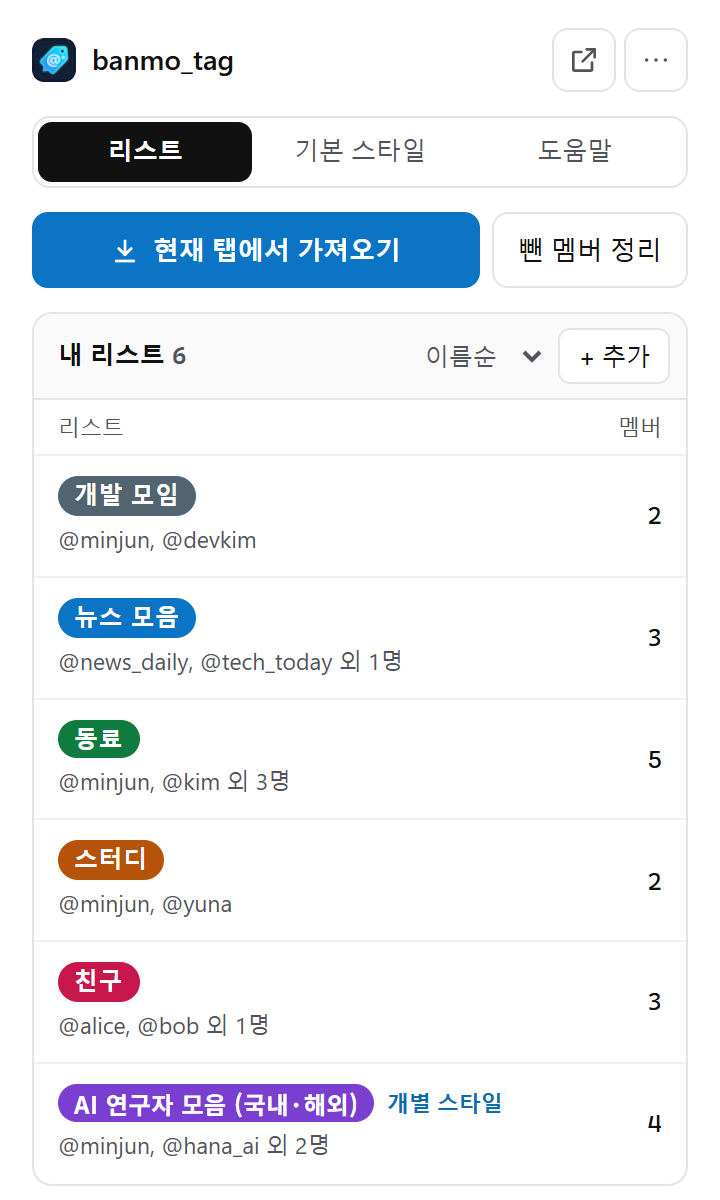 banmo_tag
리스트 기본 스타일 도움말
현재 탭에서 가져오기 뺀 멤버 정리
내 리스트 6 이름순 + 추가
리스트 멤버
개발 모임
@minjun, @devkim 2
뉴스 모음
@news_daily, @tech_today 외 1명 3
동료
@minjun, @kim 외 3명 5
스터디
@minjun, @yuna 2
친구
@alice, @bob 외 1명 3
AI 연구자 모음 (국내·해외) 개별 스타일
@minjun, @hana_ai 외 2명 4